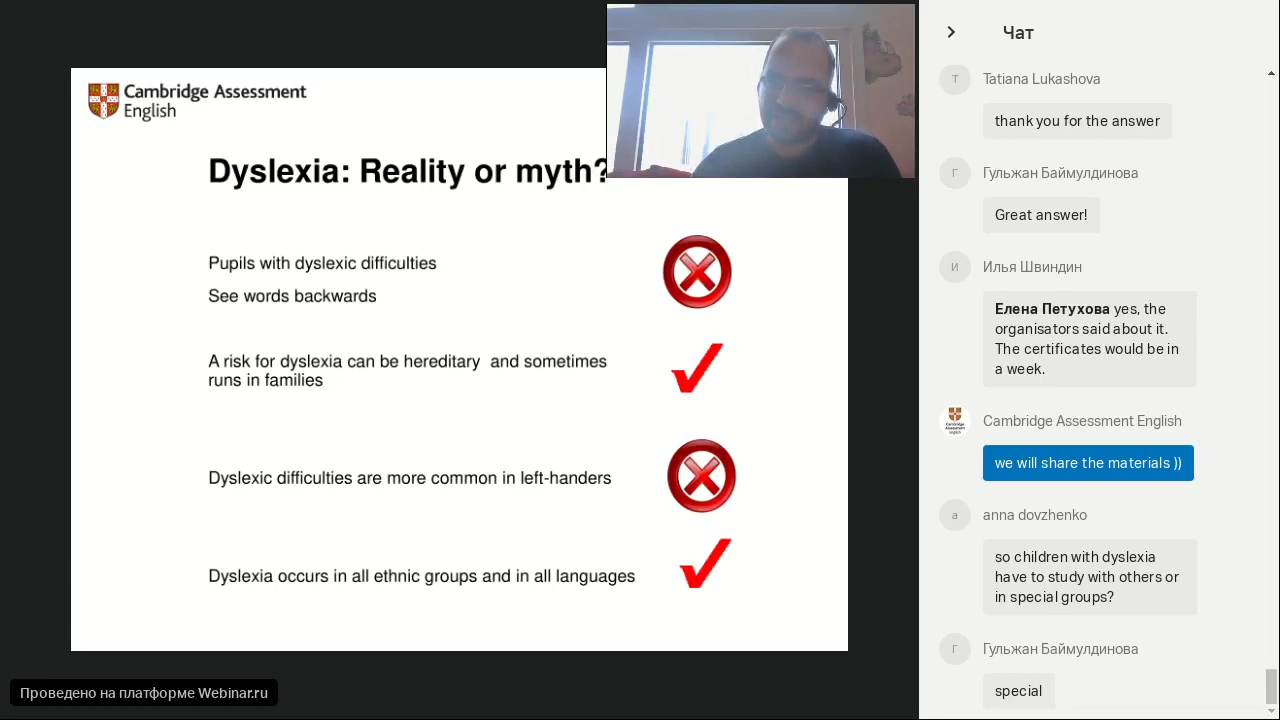 Cambridge Assessment
English
Dyslexia: Reality or myth?
Pupils with dyslexic difficulties
See words backwards
A risk for dyslexia can be hereditary and sometimes
runs in families
Dyslexic difficulties are more common in left-handers
Dyslexia occurs in all ethnic groups and in all languages
Проведено на платформе Webinar.ru
Чат
T
Tatiana Lukashova
thank you for the answer
Г
Гульжан Баймулдинова
Great answer!
И
Илья Швиндин
Елена Петухова yes, the
organisators said about it.
The certificates would be in
a week.
Cambridge Assessment English
Cambridge
Assessment
English
we will share the materials ))
a
anna dovzhenko
so children with dyslexia
have to study with others or
in special groups?
Г
Гульжан Баймулдинова
special